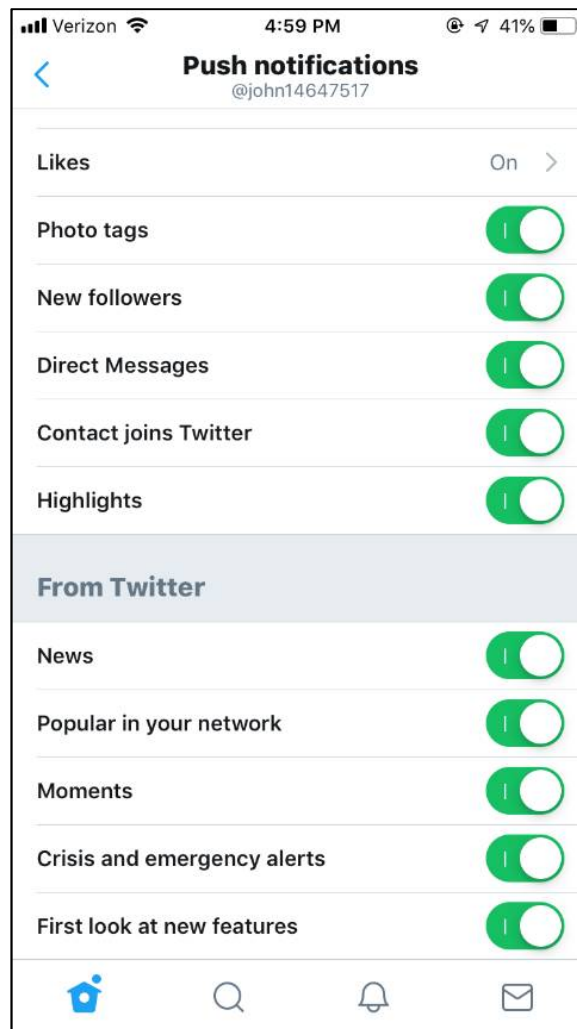 Verizon 4:59 PM 41%
Push notifications
@john14647517
Likes On
Photo tags
New followers
Direct Messages
Contact joins Twitter
Highlights
From Twitter
News
Popular in your network
Moments
Crisis and emergency alerts
First look at new features